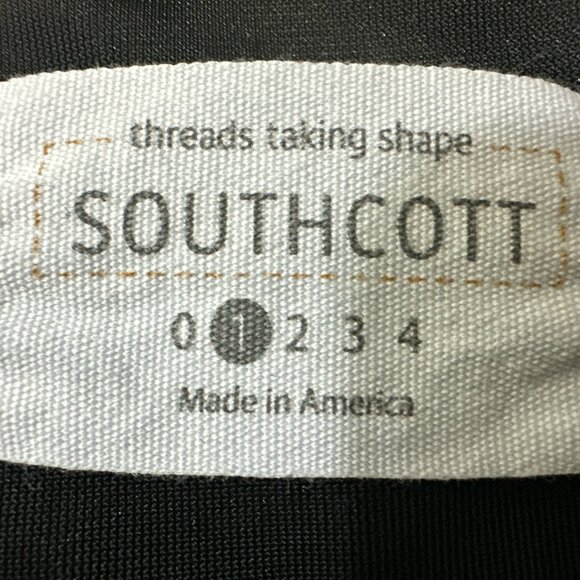 threads taking shape
SOUTHCOTT
0 1 2 3 4
Made in America